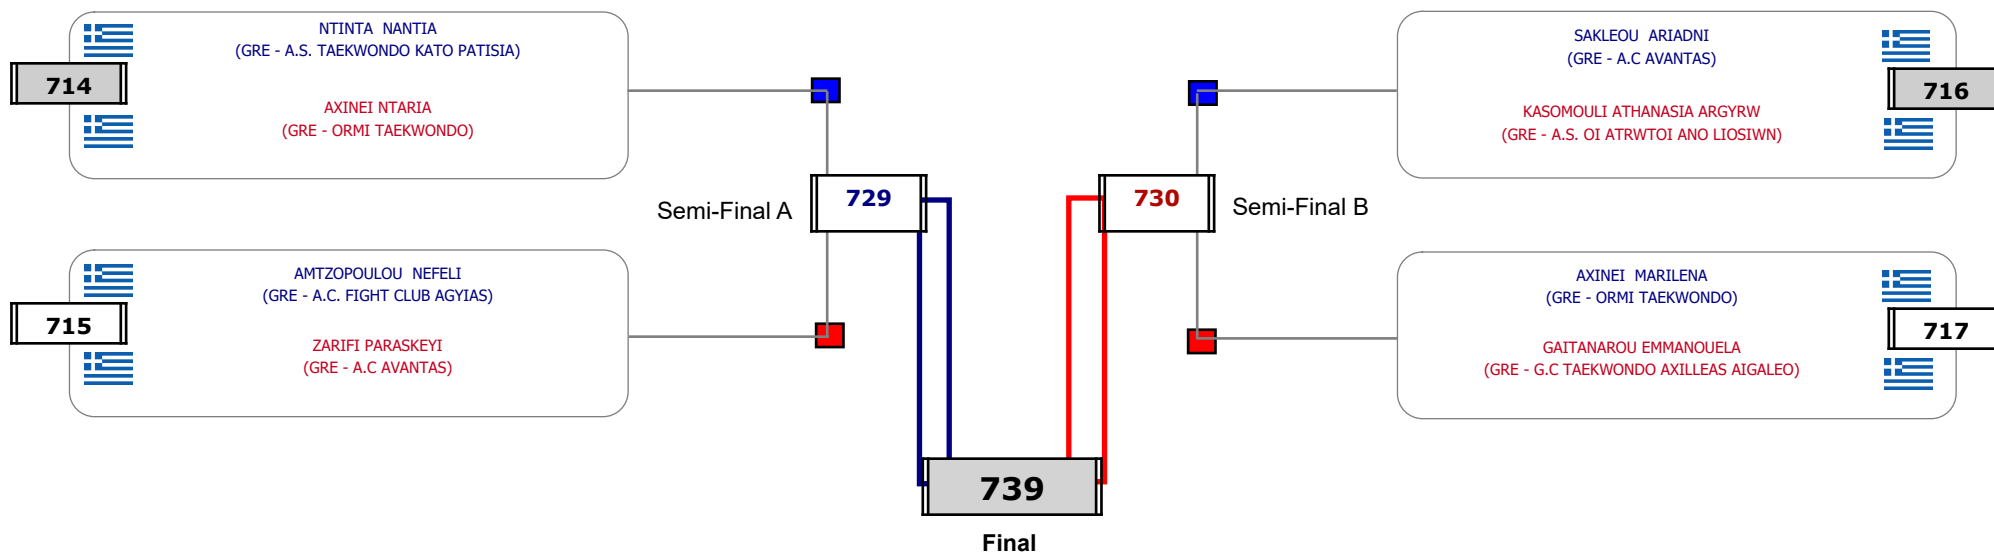 NTINTA NANTIA
(GRE - A.S. TAEKWONDO KATO PATISIA)
714
AXINEI NTARIA
(GRE - ORMI TAEKWONDO)
SAKLEOU ARIADNI
(GRE - A.C AVANTAS)
716
KASOMOULI ATHANASIA ARGYRW
(GRE - A.S. OI ATRWTOI ANO LIOSIWN)
Semi-Final A
729
730
Semi-Final B
AMTZOPOULOU NEFELI
(GRE - A.C. FIGHT CLUB AGYIAS)
715
ZARIFI PARASKEYI
(GRE - A.C AVANTAS)
AXINEI MARILENA
(GRE - ORMI TAEKWONDO)
717
GAITANAROU EMMANOUELA
(GRE - G.C TAEKWONDO AXILLEAS AIGALEO)
739
Final